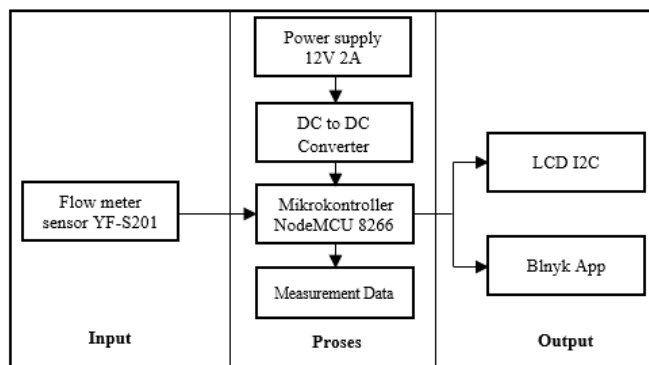 Power supply
12V 2A
DC to DC
Converter
Flow meter
sensor YF-S201
Mikrokontroller
NodeMCU 8266
Measurement Data
LCD I2C
Blnyk App
Input
Proses
Output